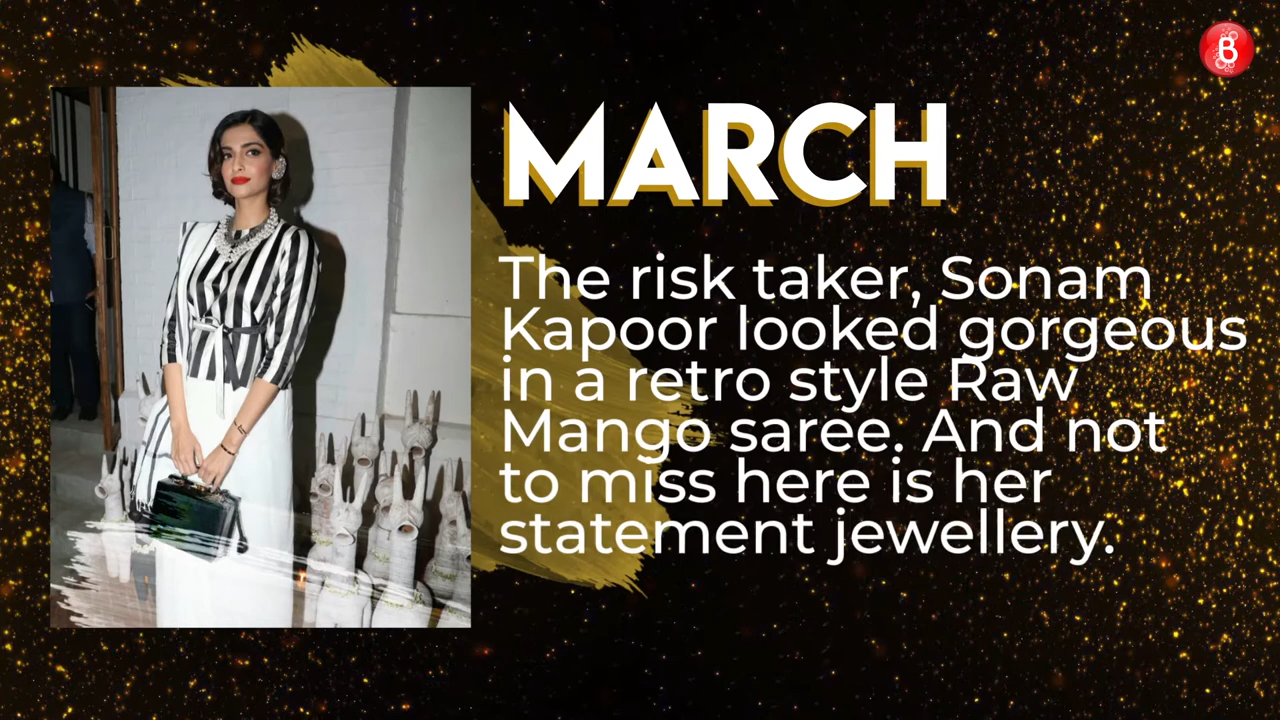 B
MARCH
The risk taker, Sonam
Kapoor looked gorgeous
in a retro style Raw
Mango saree. And not
to miss here is her
statement jewellery.